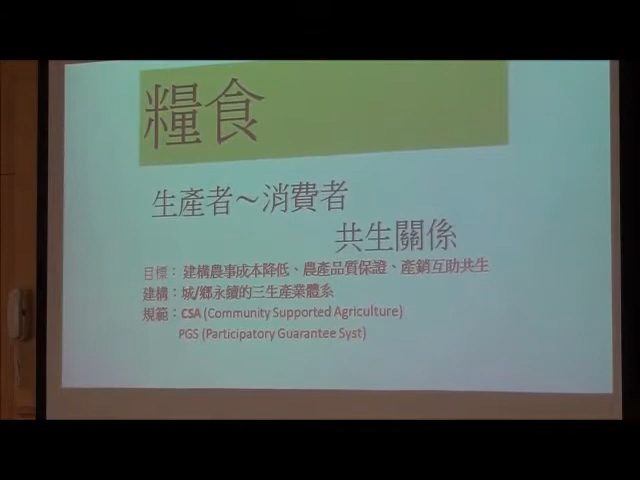 糧食
生產者～消費者
共生關係
目標： 建構農事成本降低、農產品質保證、產銷互助共生
建構：城/鄉永續的三生產業體系
規範：CSA (Community Supported Agriculture)
PGS (Participatory Guarantee Syst)